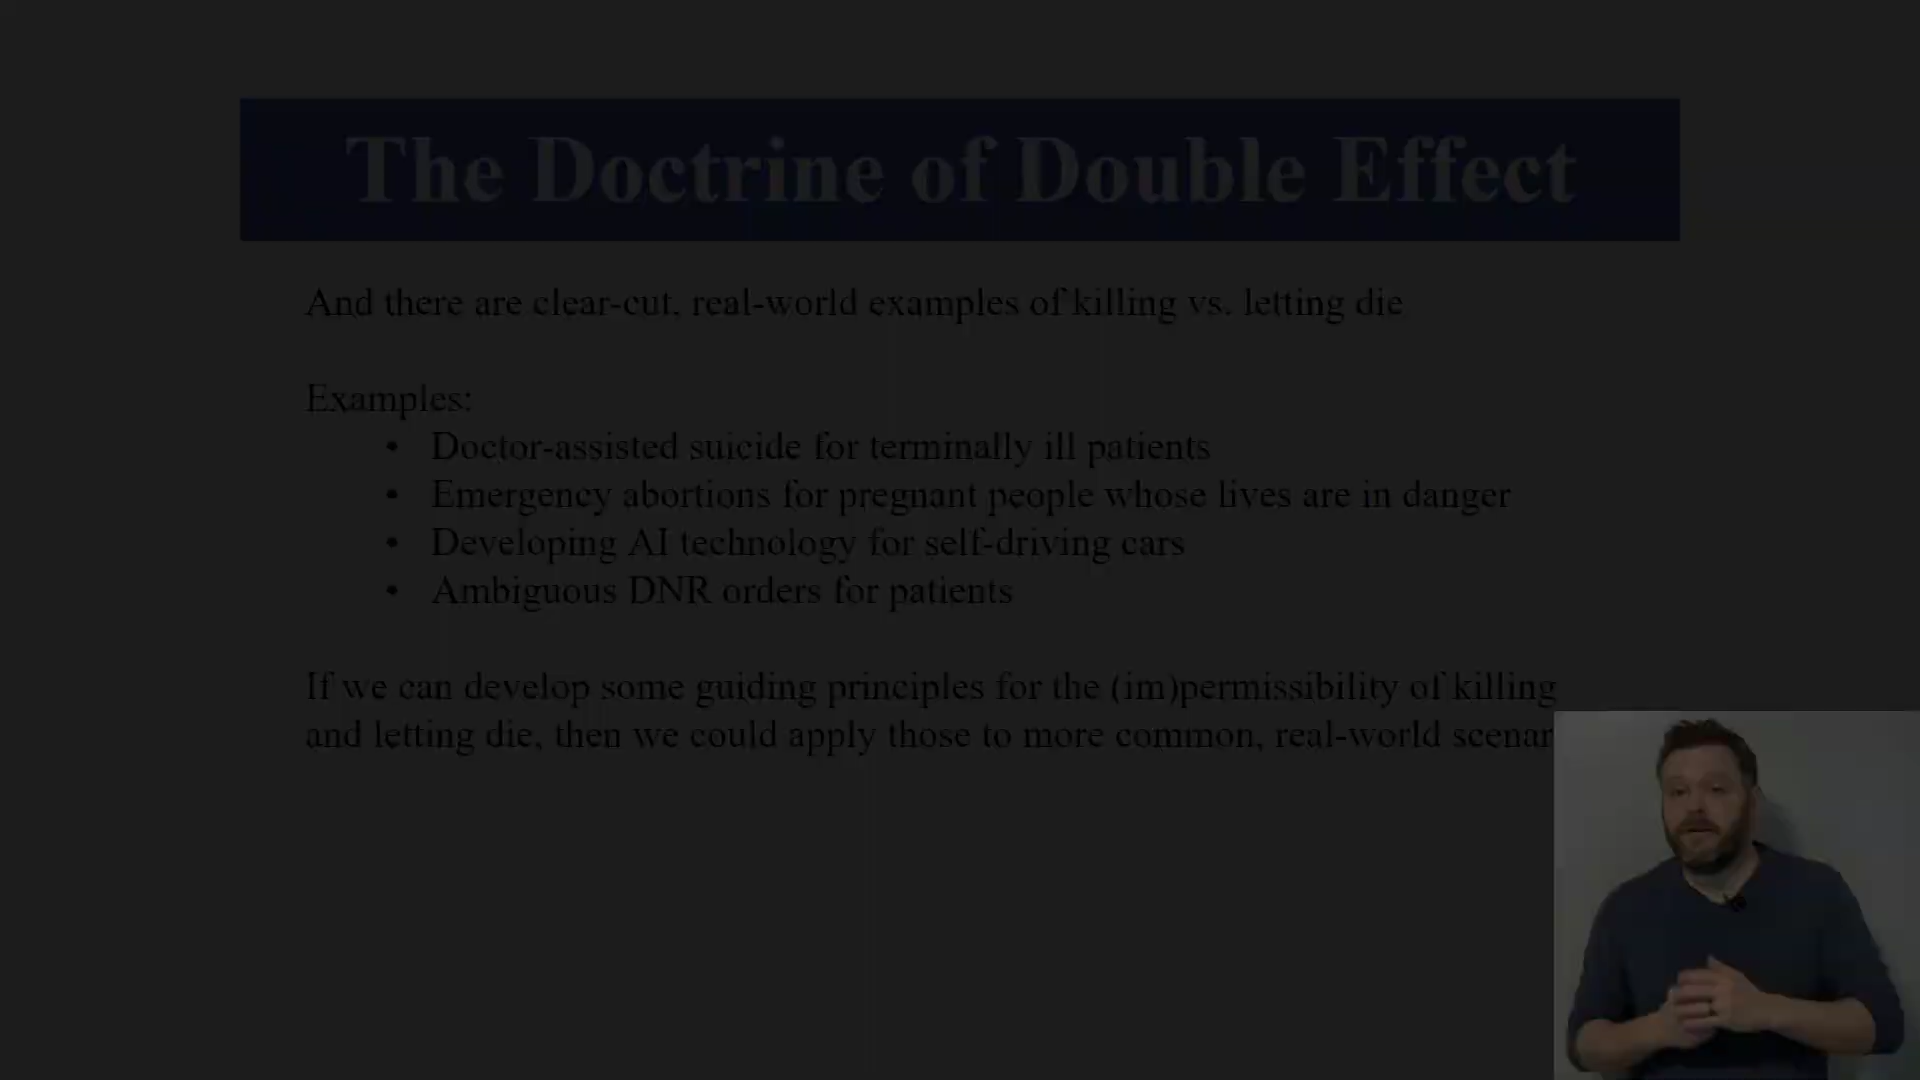 The Doctrine of Double Effect
And there are clear-cut, real-world examples of killing vs. letting die
Examples:
• Doctor-assisted suicide for terminally ill patients
• Emergency abortions for pregnant people whose lives are in danger
• Developing AI technology for self-driving cars
• Ambiguous DNR orders for patients
If we can develop some guiding principles for the (im)permissibility of killing
and letting die, then we could apply those to more common, real-world scenar